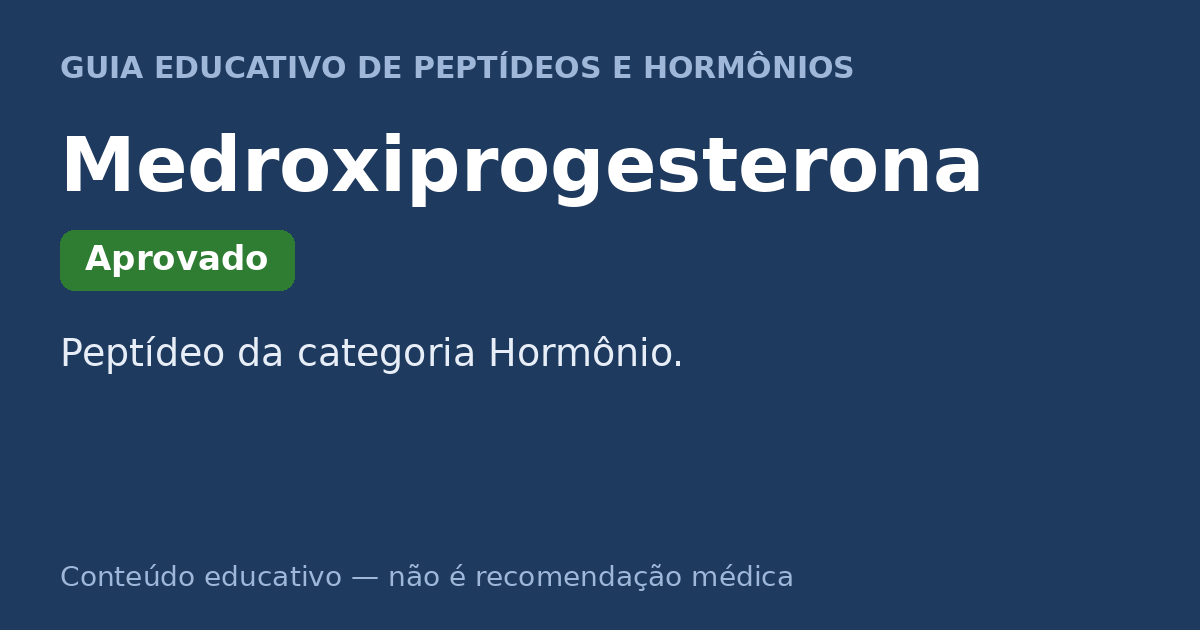 GUIA EDUCATIVO DE PEPTÍDEOS E HORMÔNIOS
Medroxiprogesterona
Aprovado
Peptídeo da categoria Hormônio.
Conteúdo educativo — não é recomendação médica